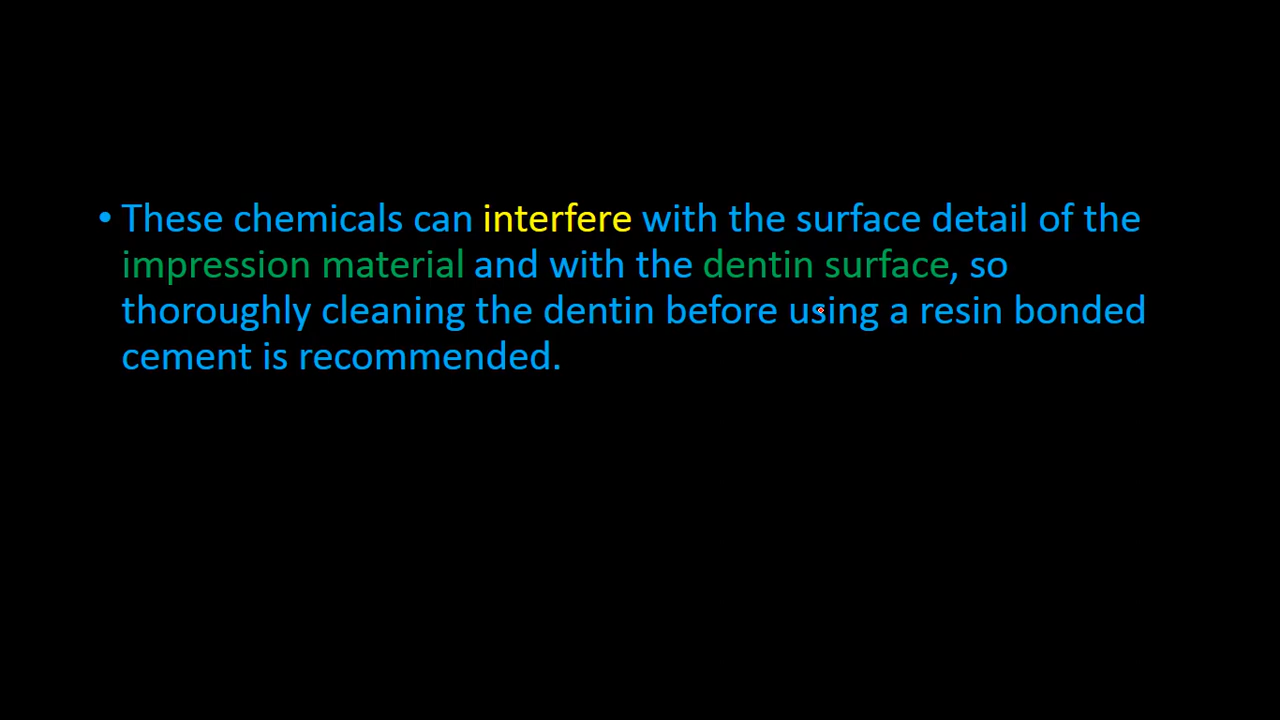 • These chemicals can interfere with the surface detail of the
impression material and with the dentin surface, so
thoroughly cleaning the dentin before using a resin bonded
cement is recommended.